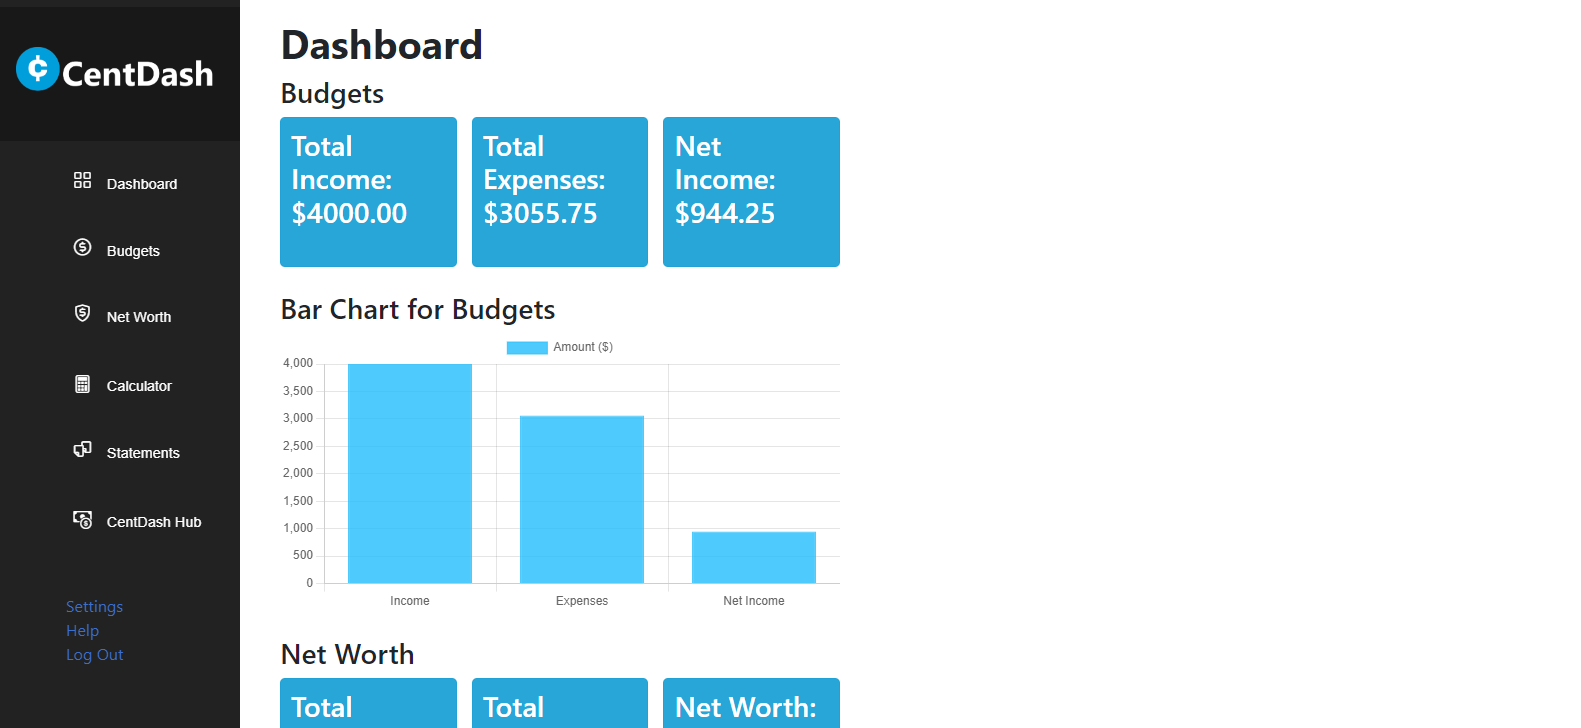 CentDash
Dashboard
Budgets
Net Worth
Calculator
Statements
CentDash Hub
Settings
Help
Log Out
Dashboard
Budgets
Total
Income:
$4000.00
Total
Expenses:
$3055.75
Net
Income:
$944.25
Bar Chart for Budgets
Amount ($)
4,000
3,500
3,000
2,500
2,000
1,500
1,000
500
0
Income
Expenses
Net Income
Net Worth
Total
Total
Net Worth: